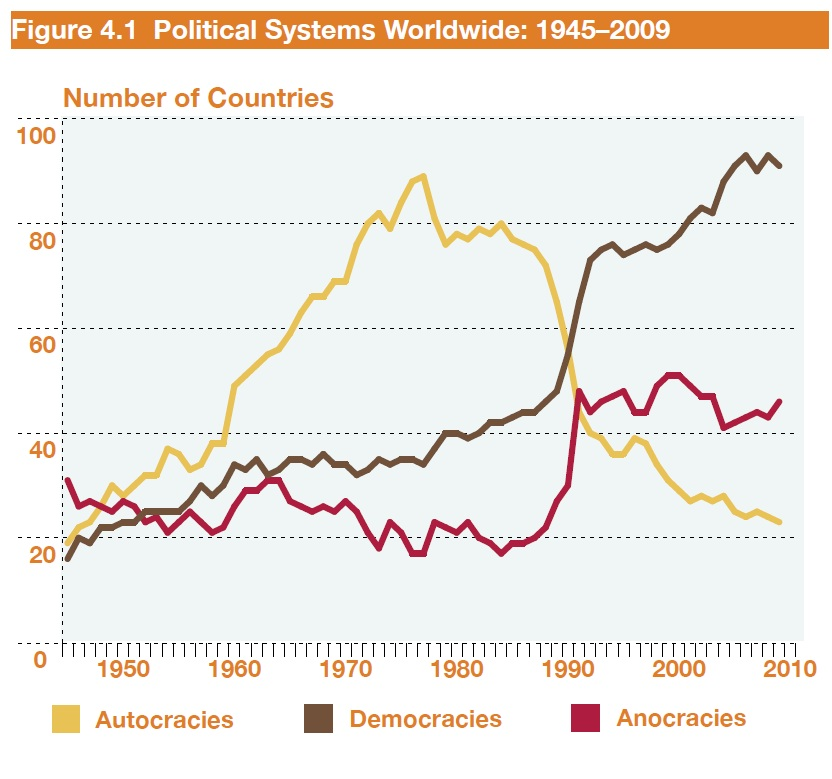 Figure 4.1 Political Systems Worldwide: 1945–2009
Number of Countries
100
80
60
40
20
0
1950 1960 1970 1980 1990 2000 2010
Autocracies Democracies Anocracies